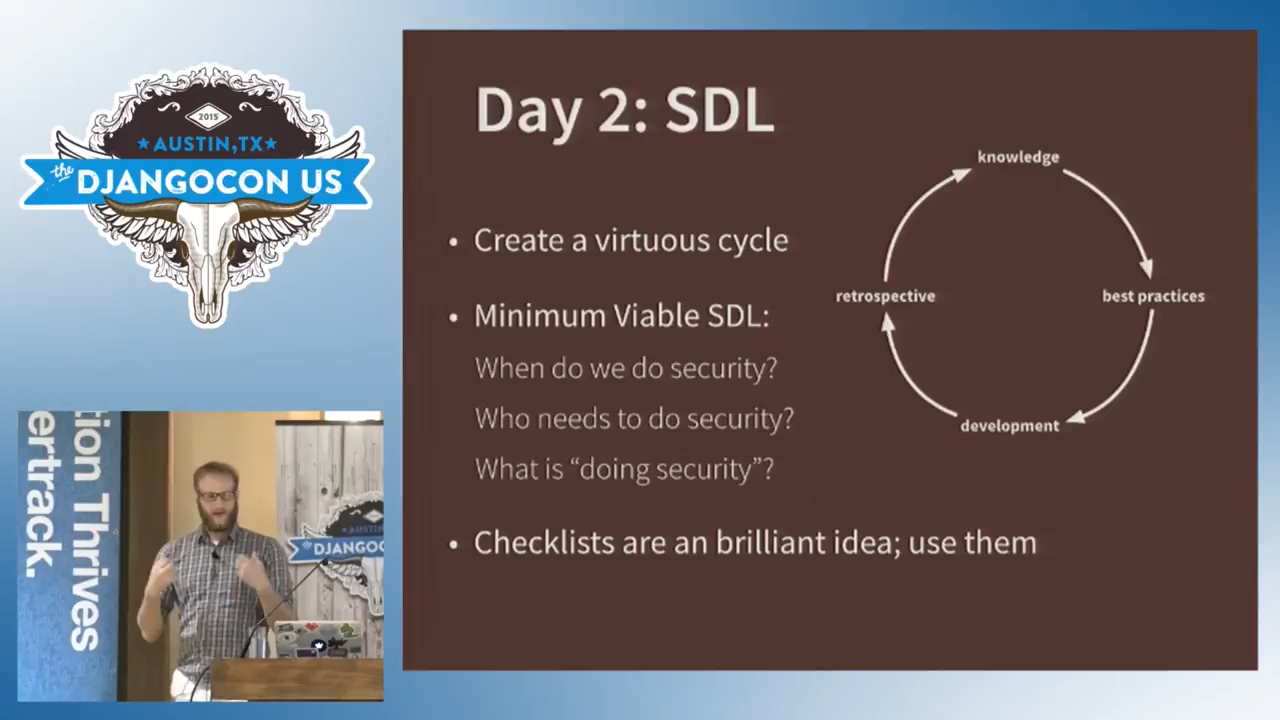 2015
★AUSTIN,TX★
the
DJANGOCON US
Day 2: SDL
knowledge
• Create a virtuous cycle
retrospective
best practices
• Minimum Viable SDL:
When do we do security?
Who needs to do security?
development
What is “doing security”?
• Checklists are an brilliant idea; use them
tion Thrives
ertrack.
AUSTIN
DJANGOC